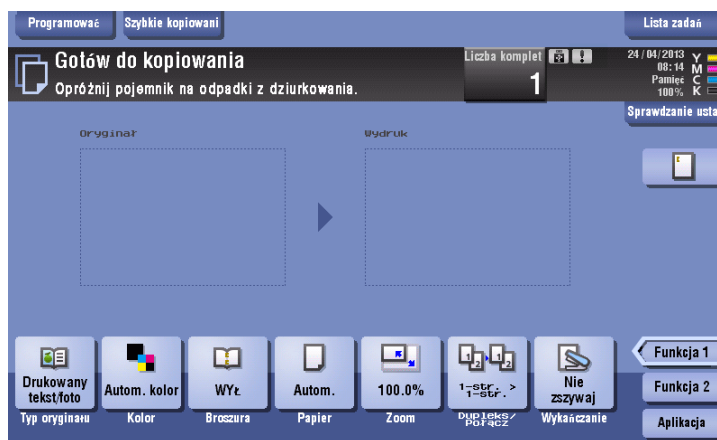 Programować
Szybkie kopiowani
Lista zadań
Gotów do kopiowania
Opróżnij pojemnik na odpadki z dziurkowania.
Liczba komplet
1
24/04/2013
08:14
Pamięć
100%
Y
M
C
K
Sprawdzanie usta
Oryginał
Wydruk
Drukowany
tekst/foto
Autom. kolor
WYŁ
Autom.
100.0%
1-str. >
1-str.
Nie
zszywaj
Typ oryginału
Kolor
Broszura
Papier
Zoom
Dupleks/
Połącz
Wykańczanie
Funkcja 1
Funkcja 2
Aplikacja